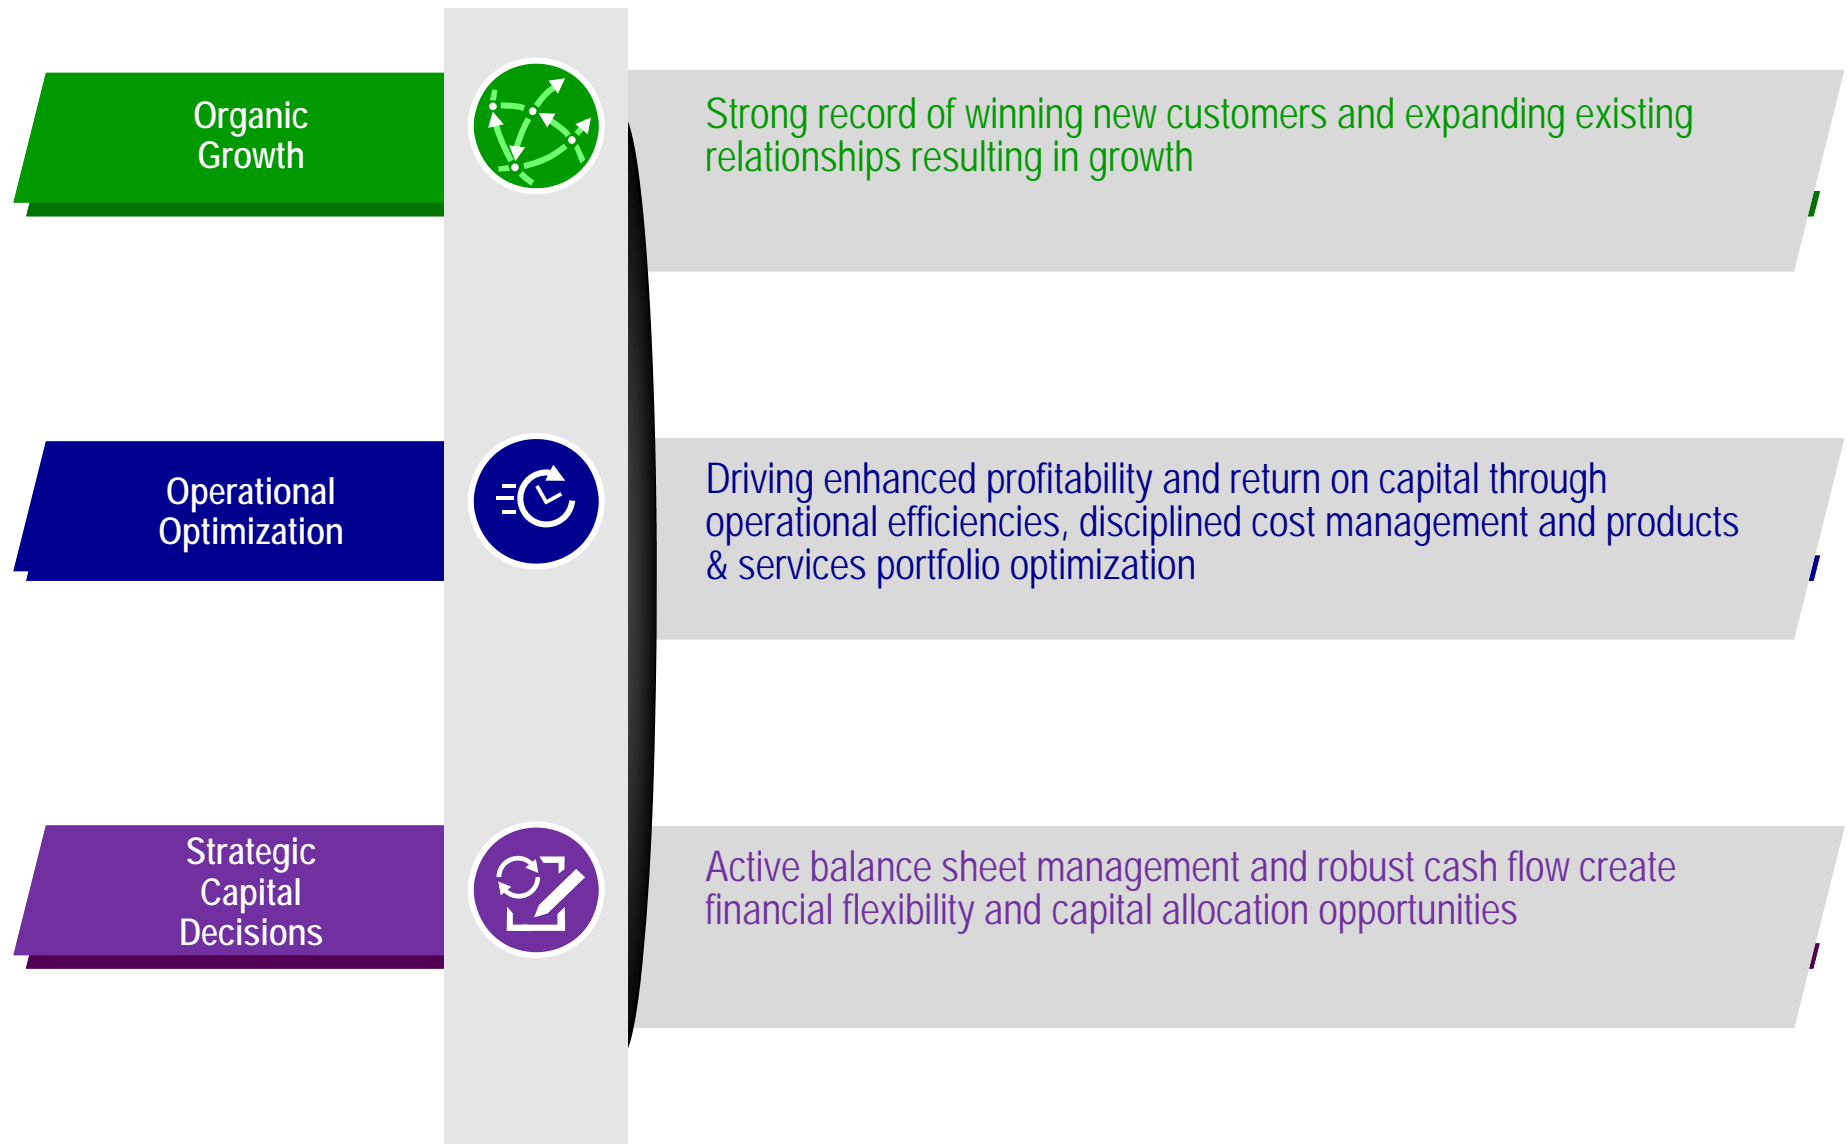 Organic
Growth
Strong record of winning new customers and expanding existing
relationships resulting in growth
Operational
Optimization
Driving enhanced profitability and return on capital through
operational efficiencies, disciplined cost management and products
& services portfolio optimization
Strategic
Capital
Decisions
Active balance sheet management and robust cash flow create
financial flexibility and capital allocation opportunities